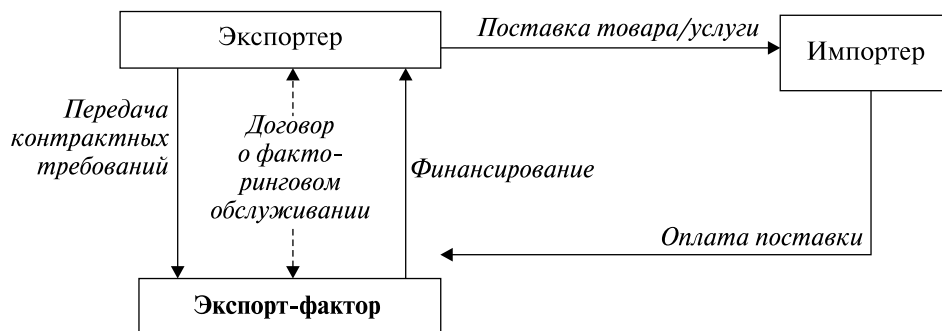 Экспортер
Поставка товара/услуги
Импортер
Передача
контрактных
требований
Договор
о факто-
ринговом
обслуживании
Финансирование
Оплата поставки
Экспорт-фактор